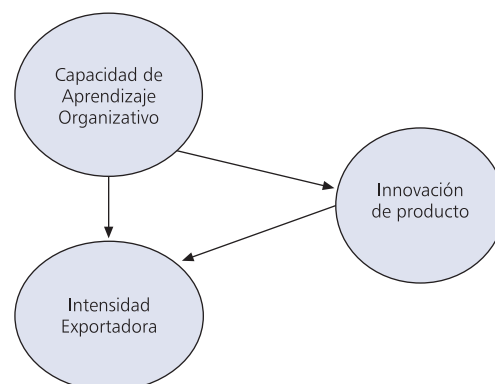 Capacidad de
Aprendizaje
Organizativo
Innovación
de producto
Intensidad
Exportadora